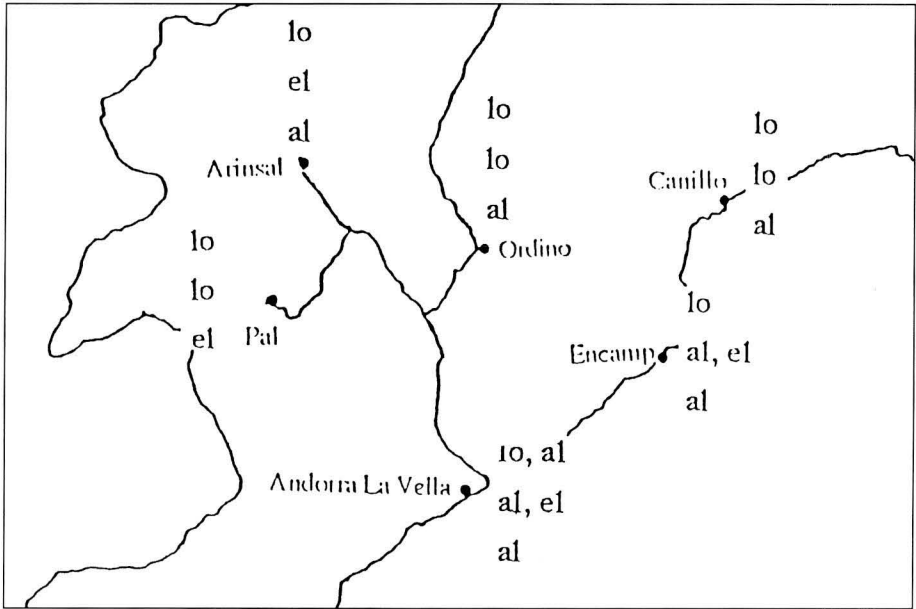 lo
el
al
Arinsal
lo
lo
al
Ordino
lo
lo
al
Canillo
lo
lo
el
Pal
lo
al, el
al
Encamp
lo, al
al, el
al
Andorra La Vella